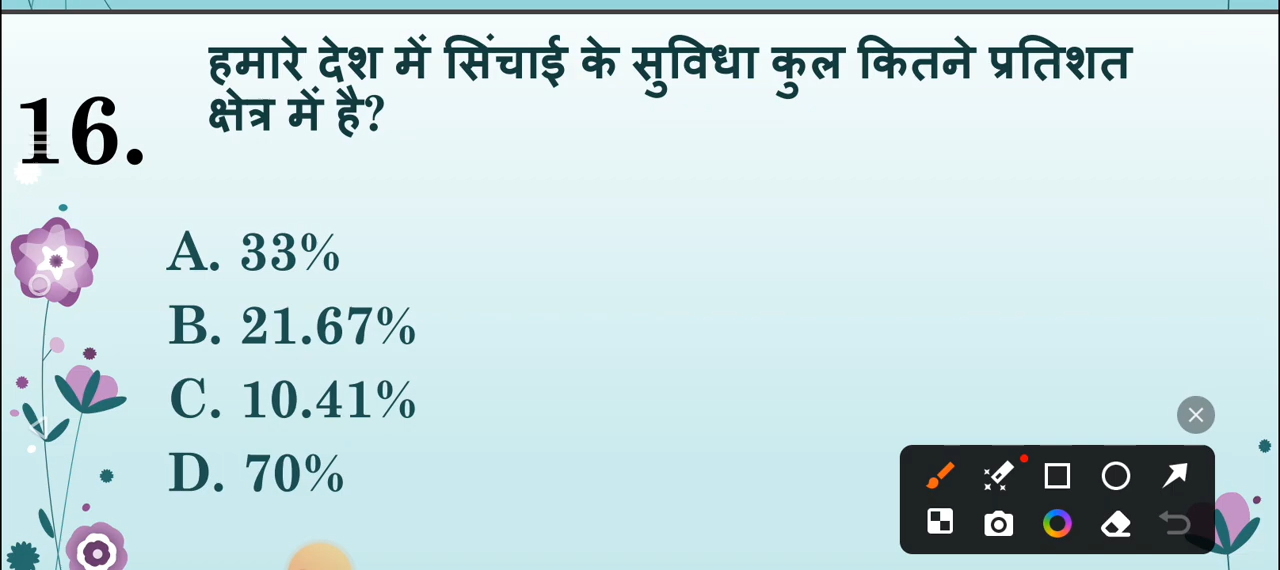 हमारे देश में सिंचाई के सुविधा कुल कितने प्रतिशत
क्षेत्र में है?
16.
A. 33%
B. 21.67%
C. 10.41%
D. 70%